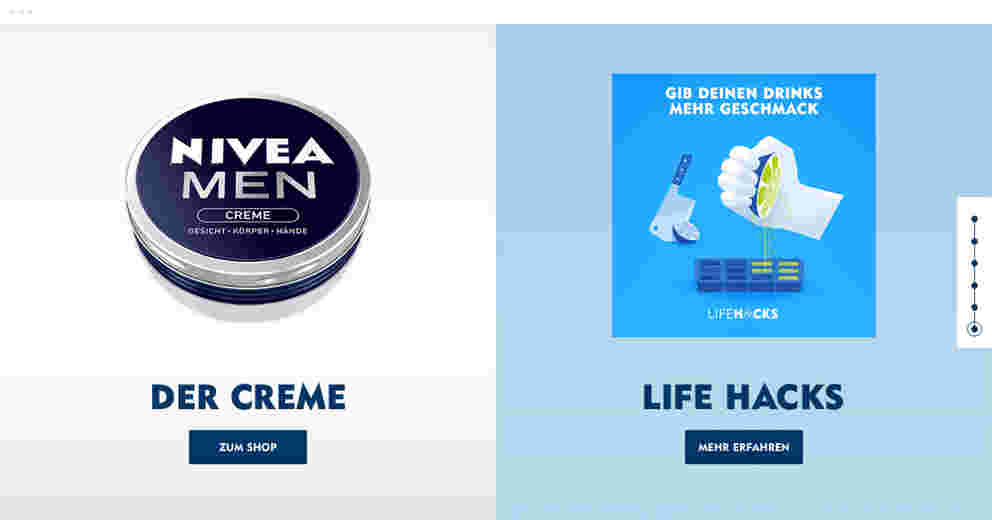 NIVEA
MEN
CREME
GESICHT · KÖRPER · HÄNDE
DER CREME
ZUM SHOP
GIB DEINEN DRINKS
MEHR GESCHMACK
LIFEHACKS
LIFE HACKS
MEHR ERFAHREN